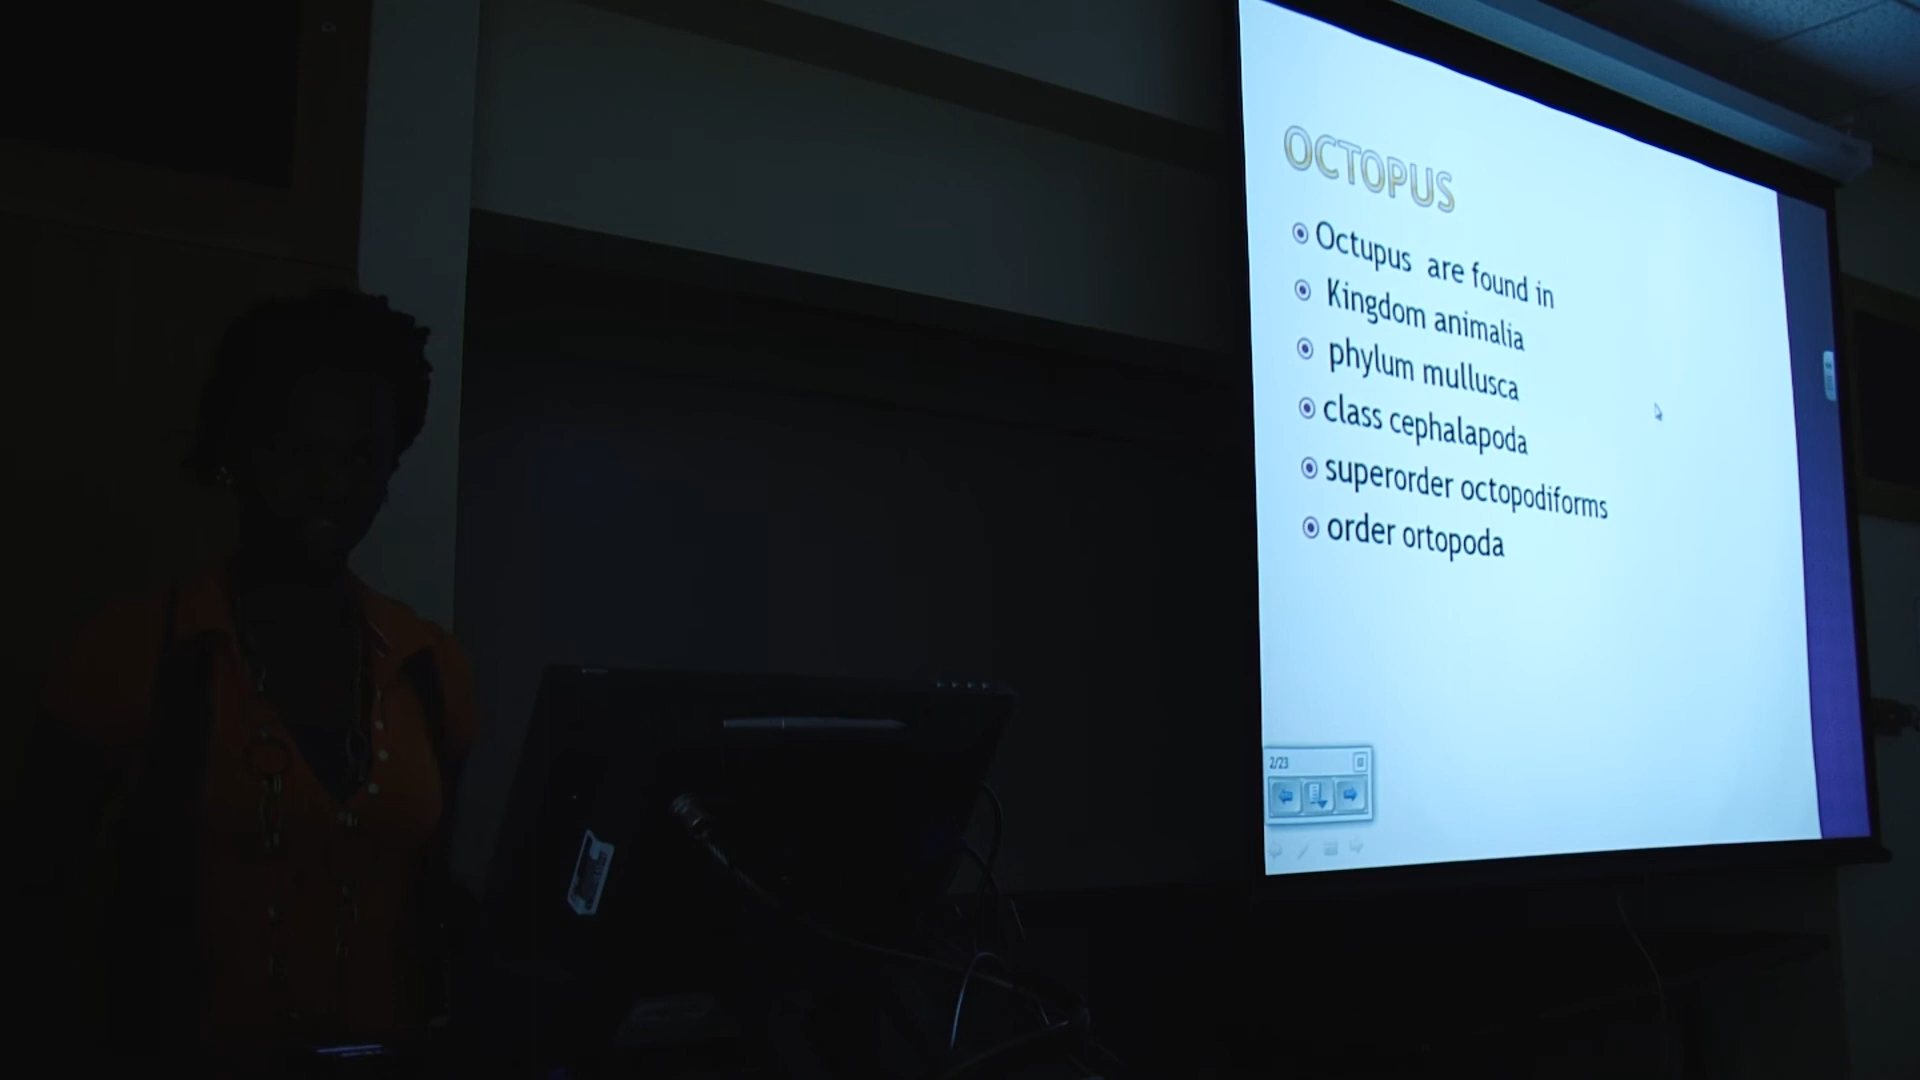 OCTOPUS
Octupus are found in
Kingdom animalia
phylum mullusca
class cephalapoda
superorder octopodiforms
order ortopoda
2/23